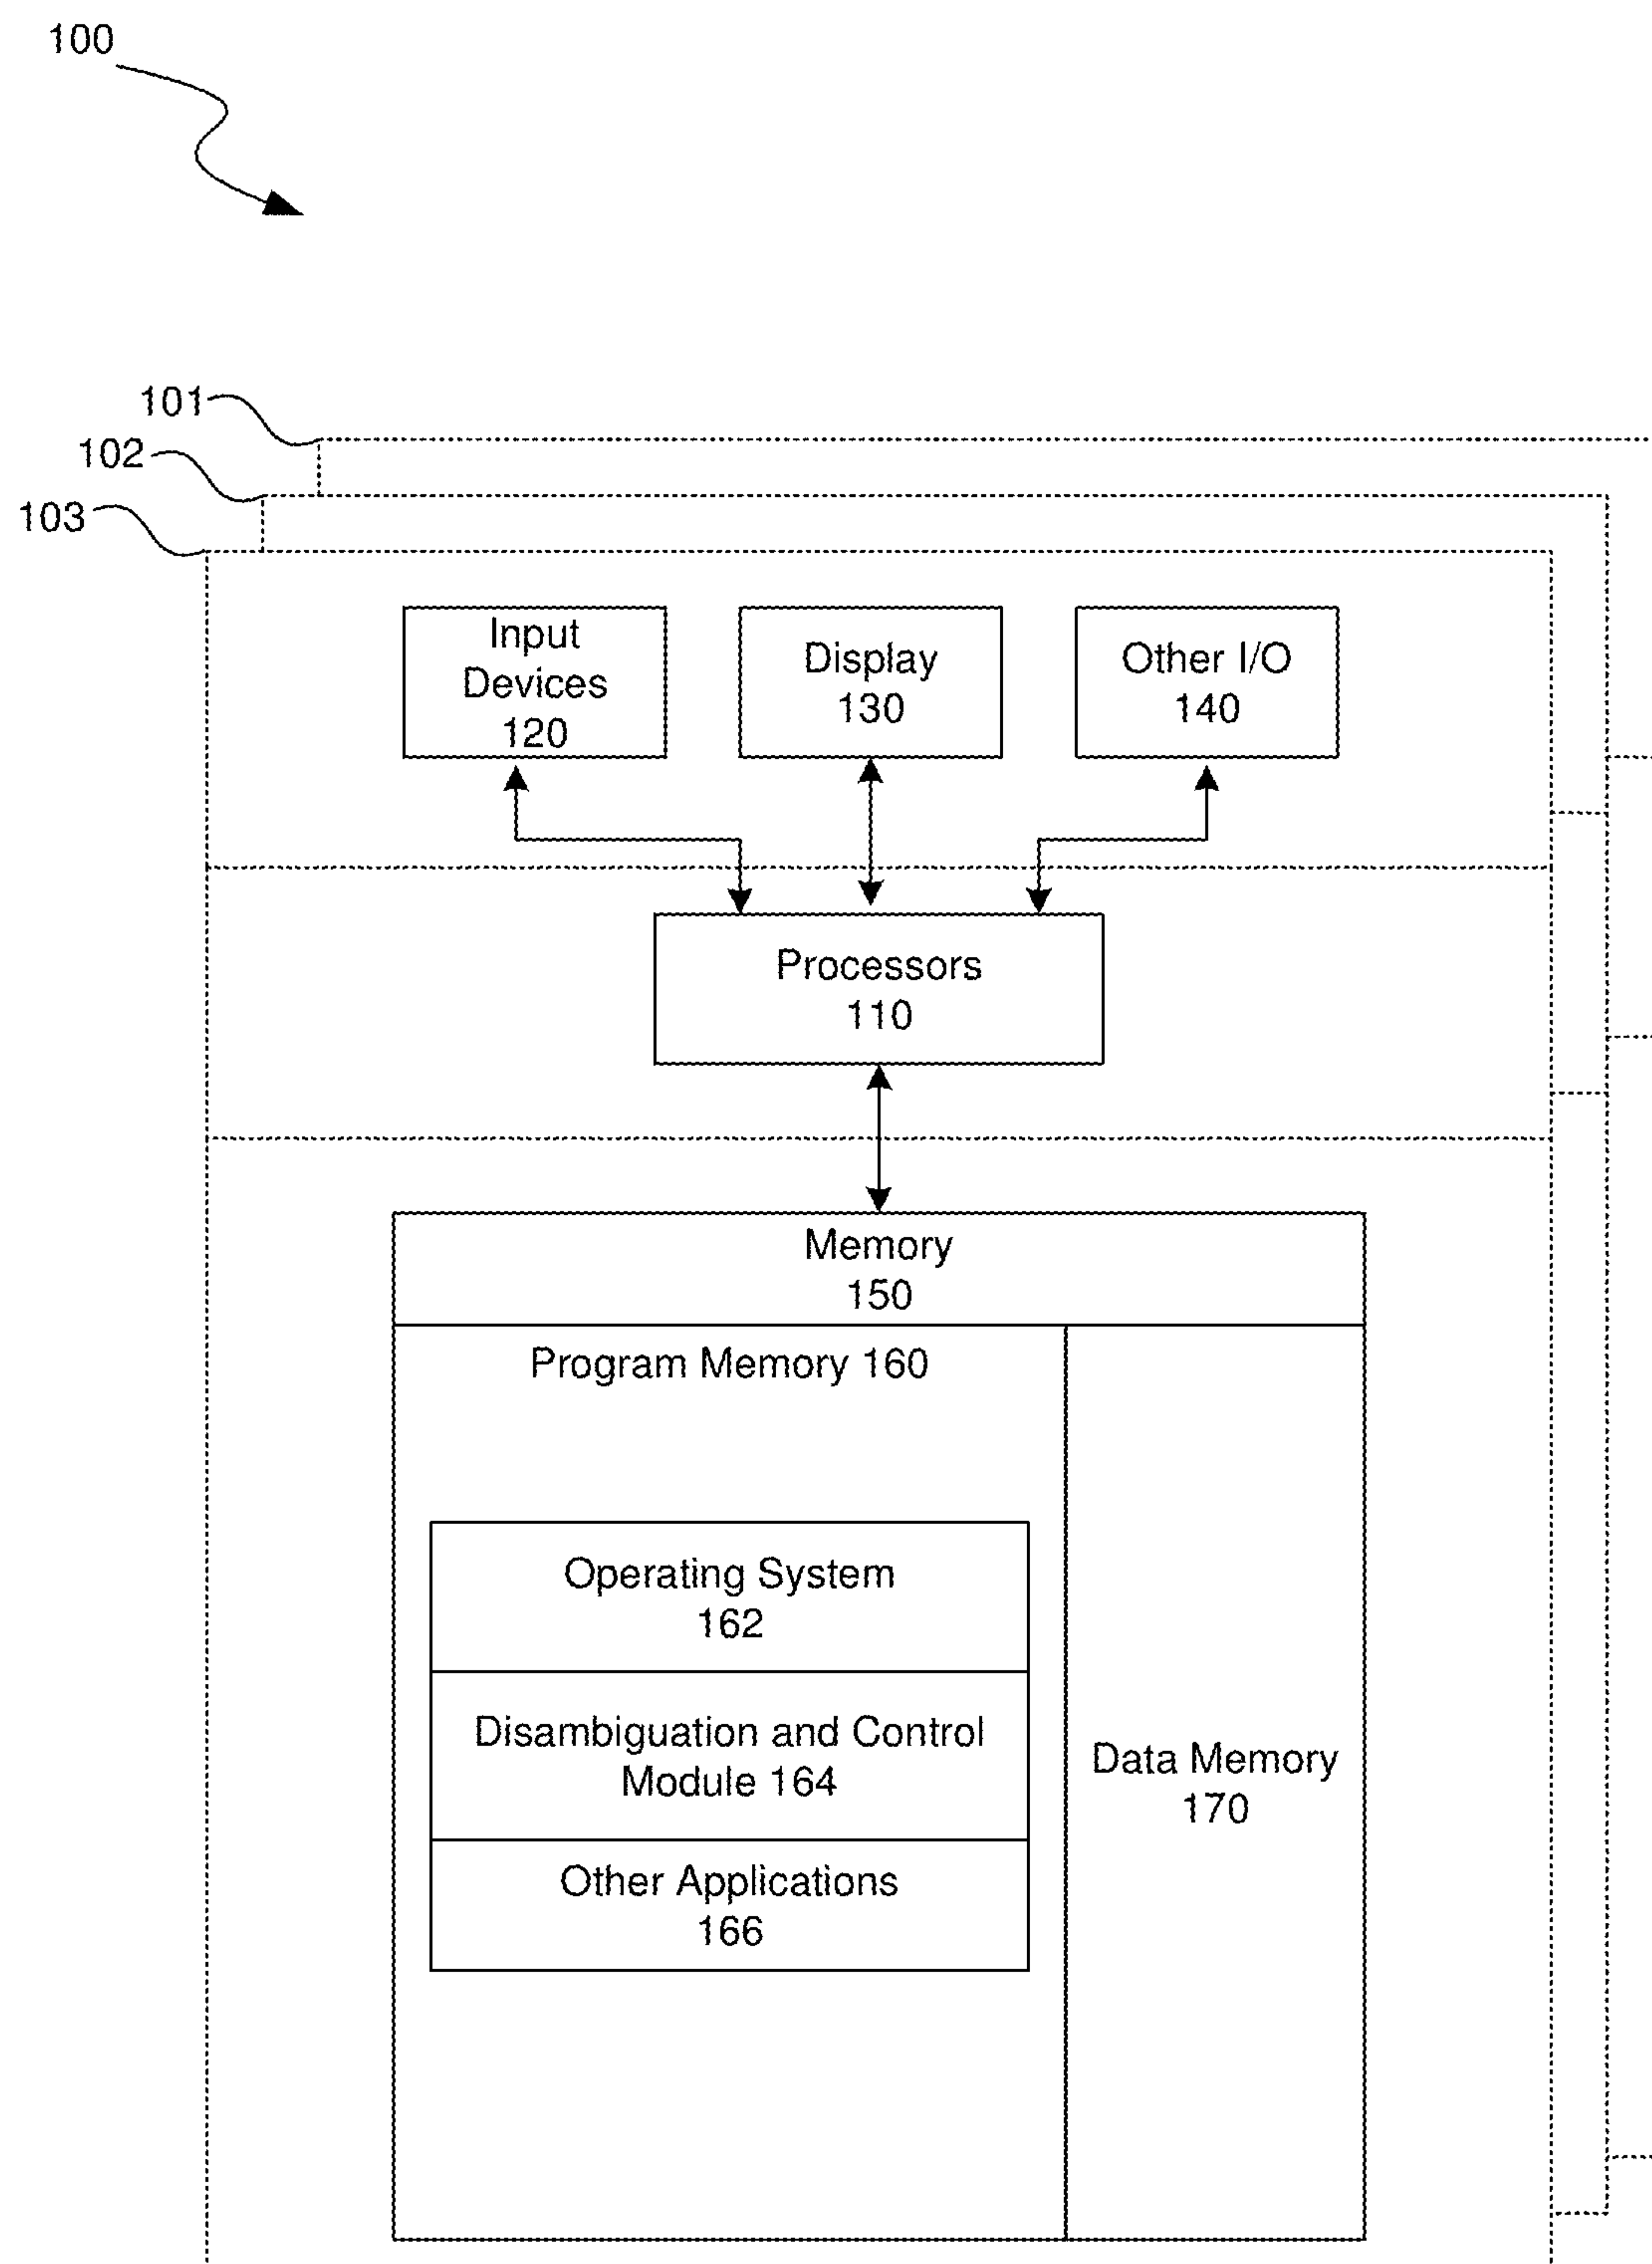 100
101
102
103
Input
Devices
120
Display
130
Other I/O
140
Processors
110
Memory
150
Program Memory 160
Operating System
162
Disambiguation and Control
Module 164
Other Applications
166
Data Memory
170